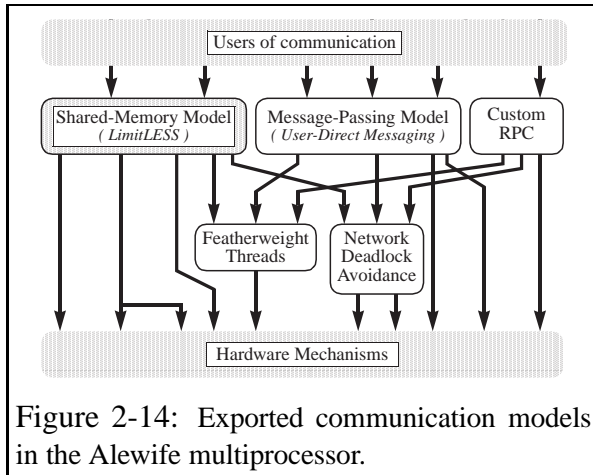 Users of communication
Shared-Memory Model
( LimitLESS )
Message-Passing Model
( User-Direct Messaging )
Custom
RPC
Featherweight
Threads
Network
Deadlock
Avoidance
Hardware Mechanisms
Figure 2-14: Exported communication models
in the Alewife multiprocessor.